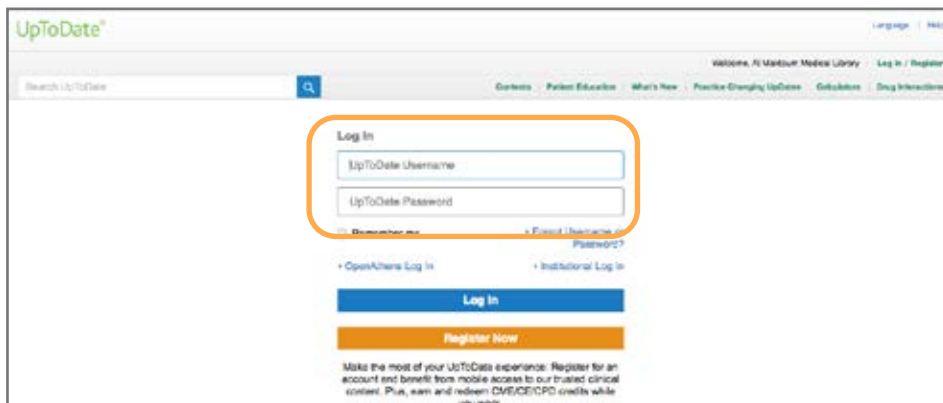 UpToDate®
Language | Help
Welcome, Al Maktoum Medical Library Log in / Register
Search UpToDate
Contents Patient Education What's New Practice Changing UpDates Calculators Drug Interactions
Log In
UpToDate Username
UpToDate Password
Remember me
› Forgot Username or
Password?
› OpenAthens Log In › Institutional Log In
Log In
Register Now
Make the most of your UpToDate experience: Register for an
account and benefit from mobile access to our trusted clinical
content. Plus, earn and redeem CME/CE/CPD credits while